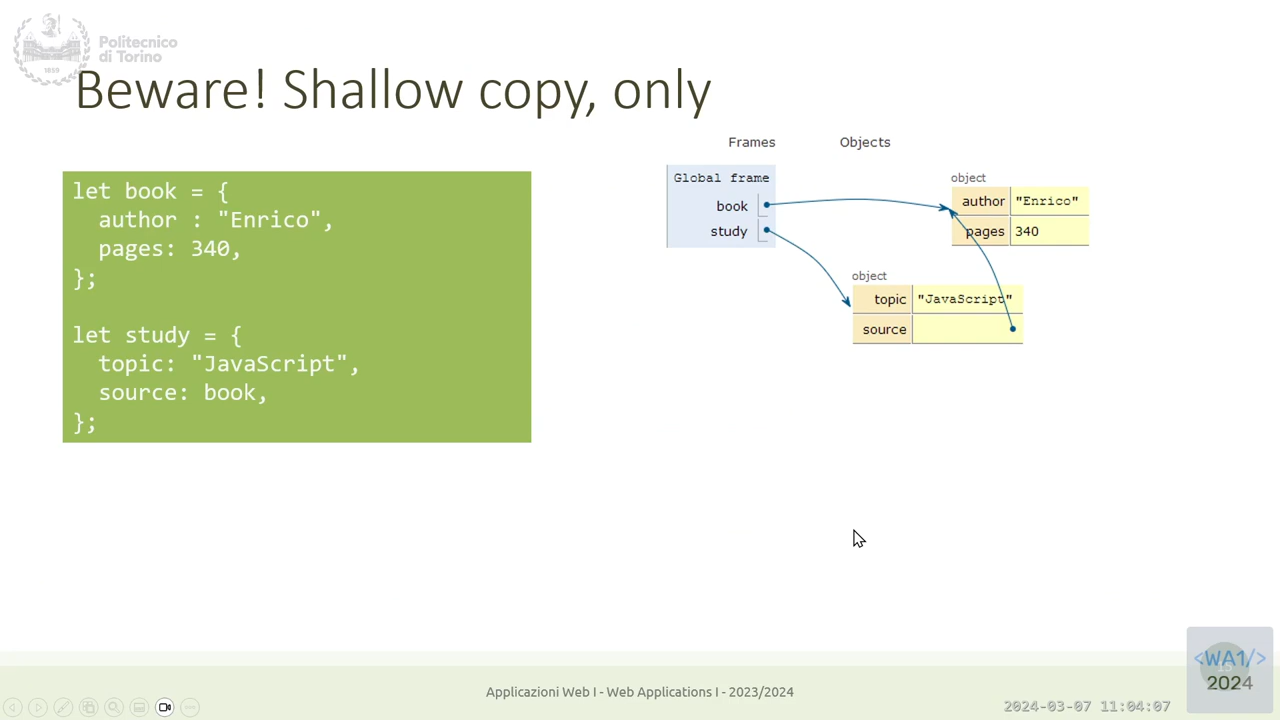 Politecnico
di Torino
1859
Beware! Shallow copy, only
let book = {
author : "Enrico",
pages: 340,
};
let study = {
topic: "JavaScript",
source: book,
};
Frames
Objects
Global frame
book
study
object
author "Enrico"
pages 340
object
topic "JavaScript"
source
Applicazioni Web I - Web Applications I - 2023/2024
2024-03-07 11:04:07
<WA1/>
2024